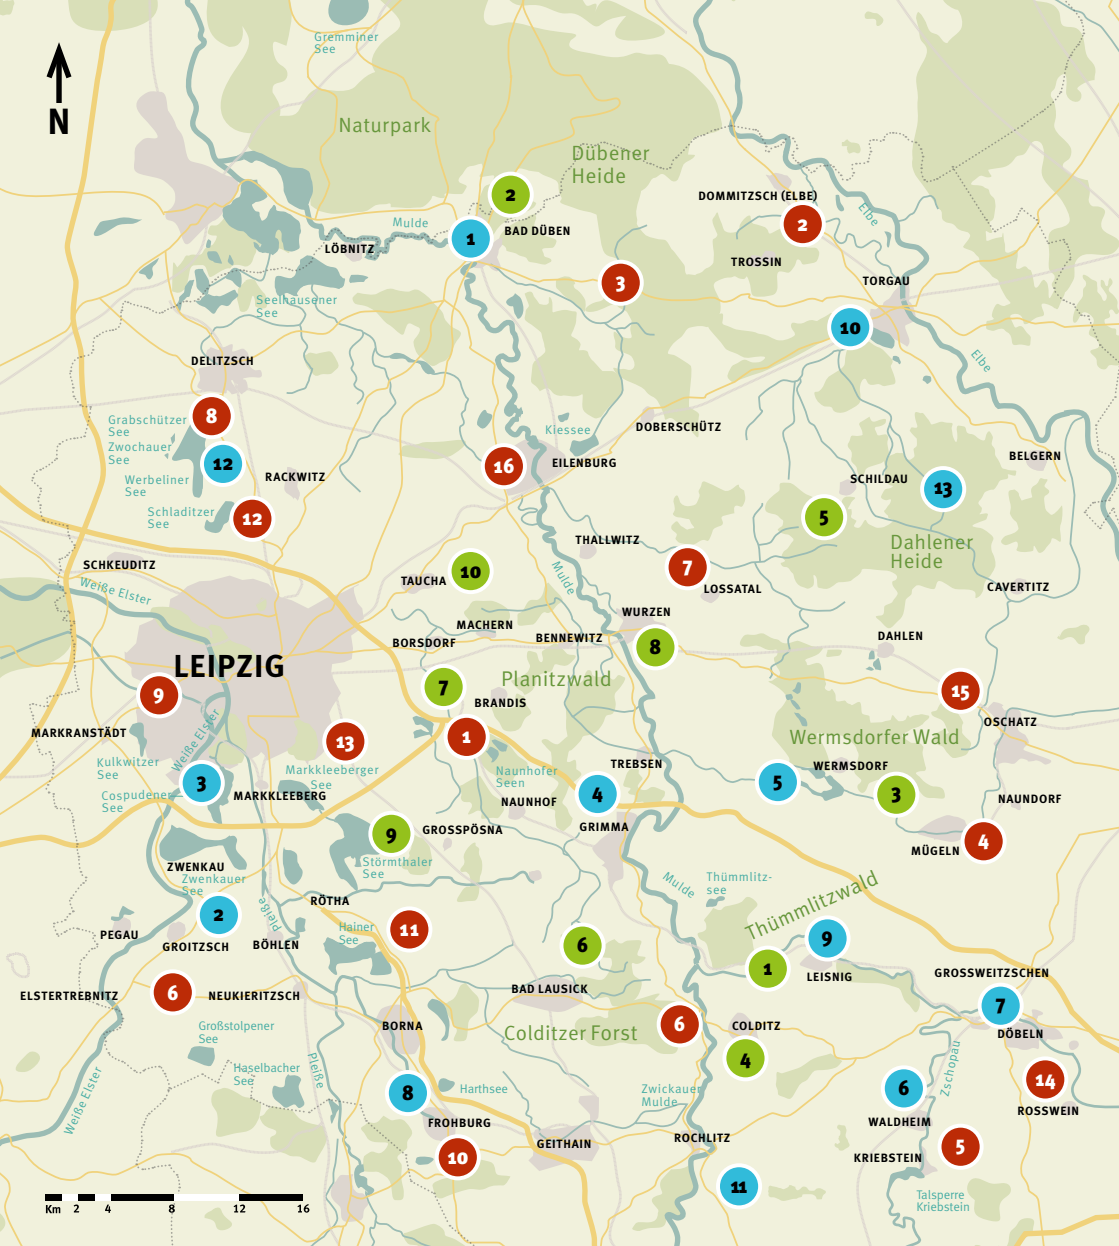 Gremminer
See
N
Naturpark
Dübener
Heide
2
DOMMITZSCH (ELBE)
2
Elbe
Mulde
1
BAD DÜBEN
LÖBNITZ
TROSSIN
3
TORGAU
Seelhausener
See
10
Elbe
DELITZSCH
8
Grabschützer
See
Zwochauer
See
12
Werbeliner
See
RACKWITZ
Schladitzer
See
12
Kiessee
DOBERSCHÜTZ
16
EILENBURG
BELGERN
SCHILDAU
13
5
Dahlener
Heide
THALLWITZ
7
LOSSATAL
CAVERTITZ
SCHKEUDITZ
Weiße Elster
TAUCHA
10
Mulde
MACHERN
BORSDORF
BENNEWITZ
WURZEN
8
DAHLEN
LEIPZIG
9
7
Planitzwald
BRANDIS
1
15
OSCHATZ
MARKRANSTÄDT
Weiße Elster
13
Wermsdorfer Wald
Kulkwitzer
See
Cospudener
See
3
Markkleeberger
See
MARKKLEEBERG
Naunhofer
Seen
NAUNHOF
TREBSEN
4
GRIMMA
5
WERMSDORF
3
NAUNDORF
MÜGELN
4
9
GROSSPÖSNA
Störmthaler
See
ZWENKAU
Zwenkauer
See
2
Pleiße
RÖTHA
Mulde
Thümmlitz-
see
Thümmlitzwald
PEGAU
GROITZSCH
BÖHLEN
Hainer
See
11
6
9
1
LEISNIG
GROSSWEITZSCHEN
7
DÖBELN
ELSTERTREBNITZ
6
NEUKIERITZSCH
BAD LAUSICK
Großstolpener
See
BORNA
Colditzer Forst
6
COLDITZ
4
Haselbacher
See
Pleiße
Weiße Elster
8
Harthsee
FROHBURG
10
GEITHAIN
Zwickauer
Mulde
ROCHLITZ
11
Zschopau
6
WALDHEIM
14
ROSSWEIN
KRIEBSTEIN
5
Talsperre
Kriebstein
Km 2 4 8 12 16